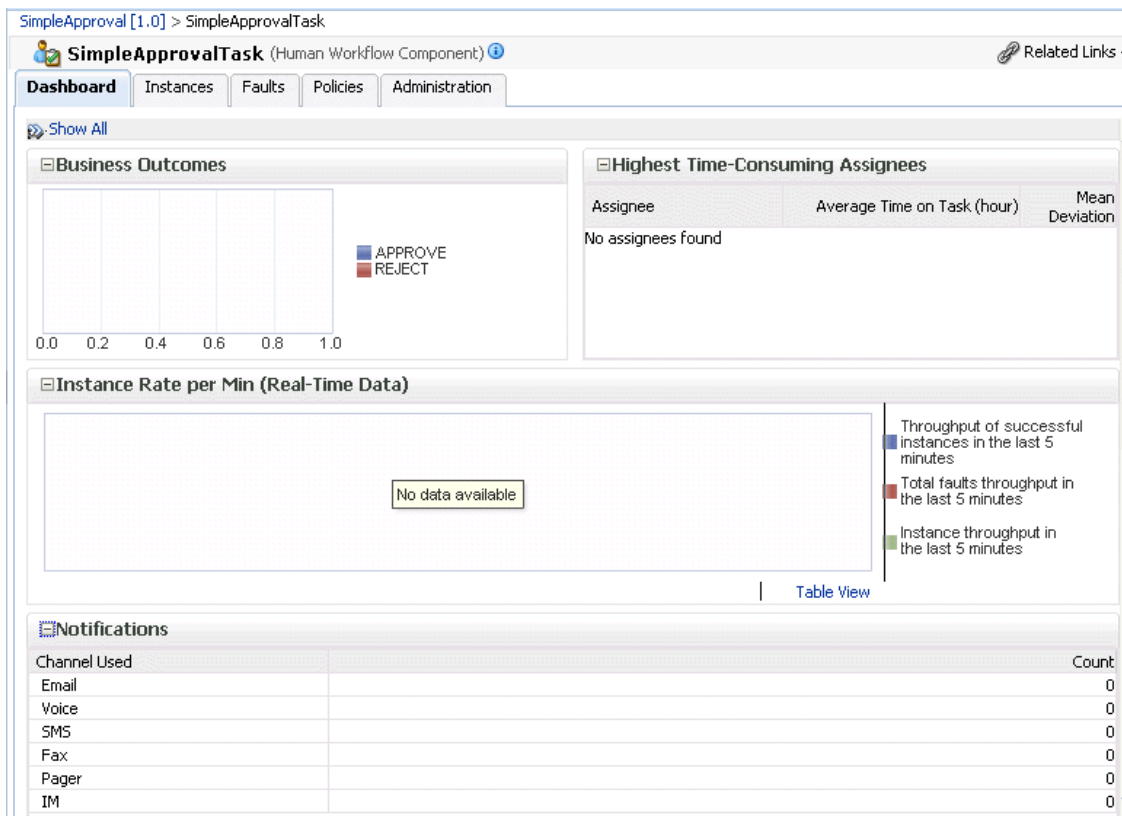 SimpleApproval [1.0] > SimpleApprovalTask
SimpleApprovalTask (Human Workflow Component)
Related Links
Dashboard Instances Faults Policies Administration
Show All
Business Outcomes
APPROVE
REJECT
0.0 0.2 0.4 0.6 0.8 1.0
Highest Time-Consuming Assignees
Assignee Average Time on Task (hour) Mean
Deviation
No assignees found
Instance Rate per Min (Real-Time Data)
No data available
Throughput of successful
instances in the last 5
minutes
Total faults throughput in
the last 5 minutes
Instance throughput in
the last 5 minutes
Table View
Notifications
Channel Used Count
Email 0
Voice 0
SMS 0
Fax 0
Pager 0
IM 0